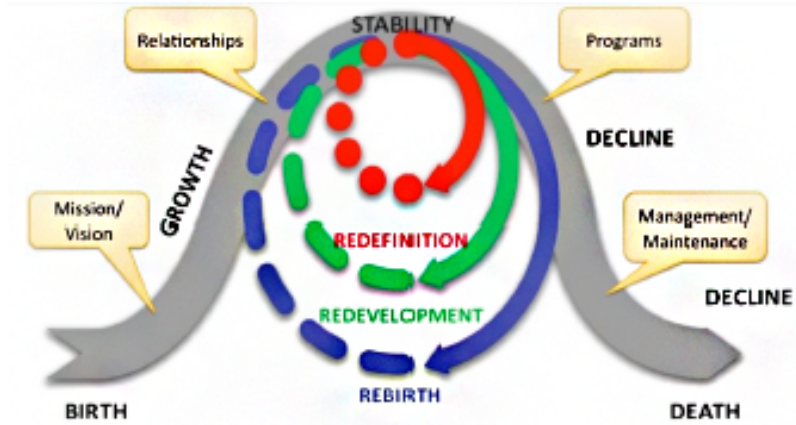 STABILITY
Relationships
Programs
GROWTH
DECLINE
Mission/
Vision
Management/
Maintenance
REDEFINITION
DECLINE
REDEVELOPMENT
REBIRTH
BIRTH
DEATH